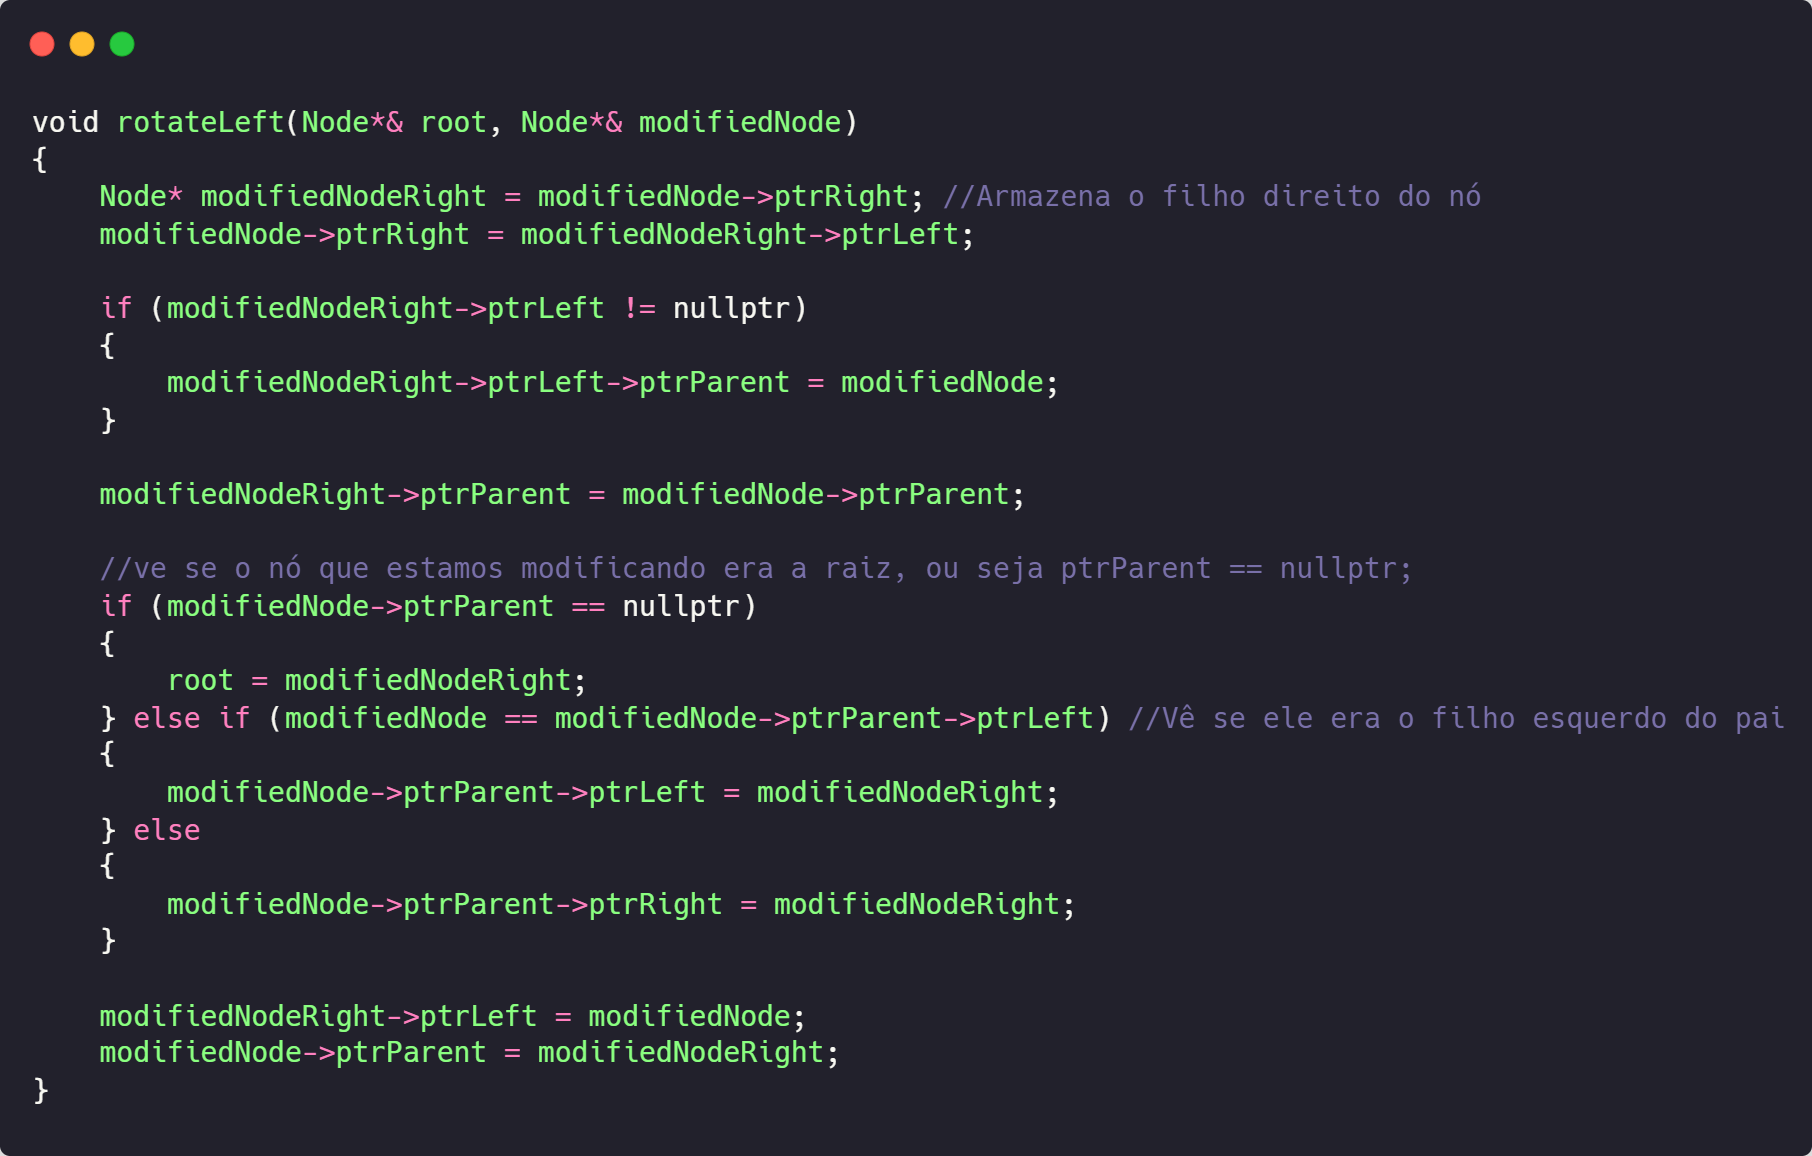 void rotateLeft(Node*& root, Node*& modifiedNode)
{
    Node* modifiedNodeRight = modifiedNode->ptrRight; //Armazena o filho direito do nó
    modifiedNode->ptrRight = modifiedNodeRight->ptrLeft;

    if (modifiedNodeRight->ptrLeft != nullptr)
    {
        modifiedNodeRight->ptrLeft->ptrParent = modifiedNode;
    }

    modifiedNodeRight->ptrParent = modifiedNode->ptrParent;

    //ve se o nó que estamos modificando era a raiz, ou seja ptrParent == nullptr;
    if (modifiedNode->ptrParent == nullptr)
    {
        root = modifiedNodeRight;
    } else if (modifiedNode == modifiedNode->ptrParent->ptrLeft) //Vê se ele era o filho esquerdo do pai
    {
        modifiedNode->ptrParent->ptrLeft = modifiedNodeRight;
    } else
    {
        modifiedNode->ptrParent->ptrRight = modifiedNodeRight;
    }

    modifiedNodeRight->ptrLeft = modifiedNode;
    modifiedNode->ptrParent = modifiedNodeRight;
}